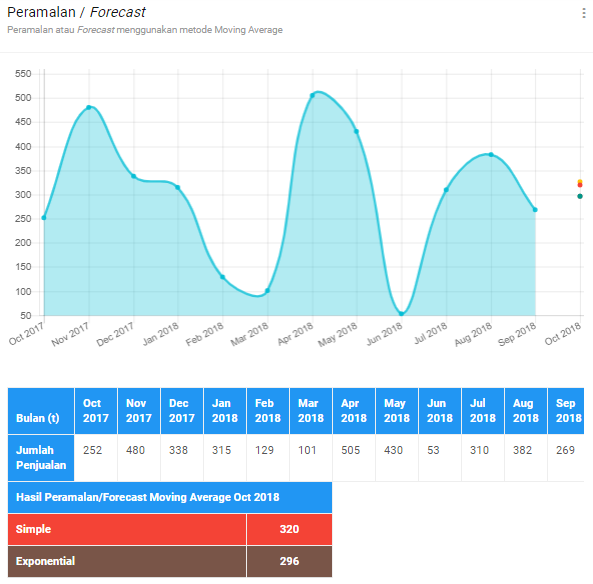 Peramalan / Forecast
Peramalan atau Forecast menggunakan metode Moving Average
550
500
450
400
350
300
250
200
150
100
50
Oct 2017 Nov 2017 Dec 2017 Jan 2018 Feb 2018 Mar 2018 Apr 2018 May 2018 Jun 2018 Jul 2018 Aug 2018 Sep 2018 Oct 2018
Bulan (t) Oct 2017 Nov 2017 Dec 2017 Jan 2018 Feb 2018 Mar 2018 Apr 2018 May 2018 Jun 2018 Jul 2018 Aug 2018 Sep 2018
Jumlah Penjualan 252 480 338 315 129 101 505 430 53 310 382 269
Hasil Peramalan/Forecast Moving Average Oct 2018
Simple 320
Exponential 296